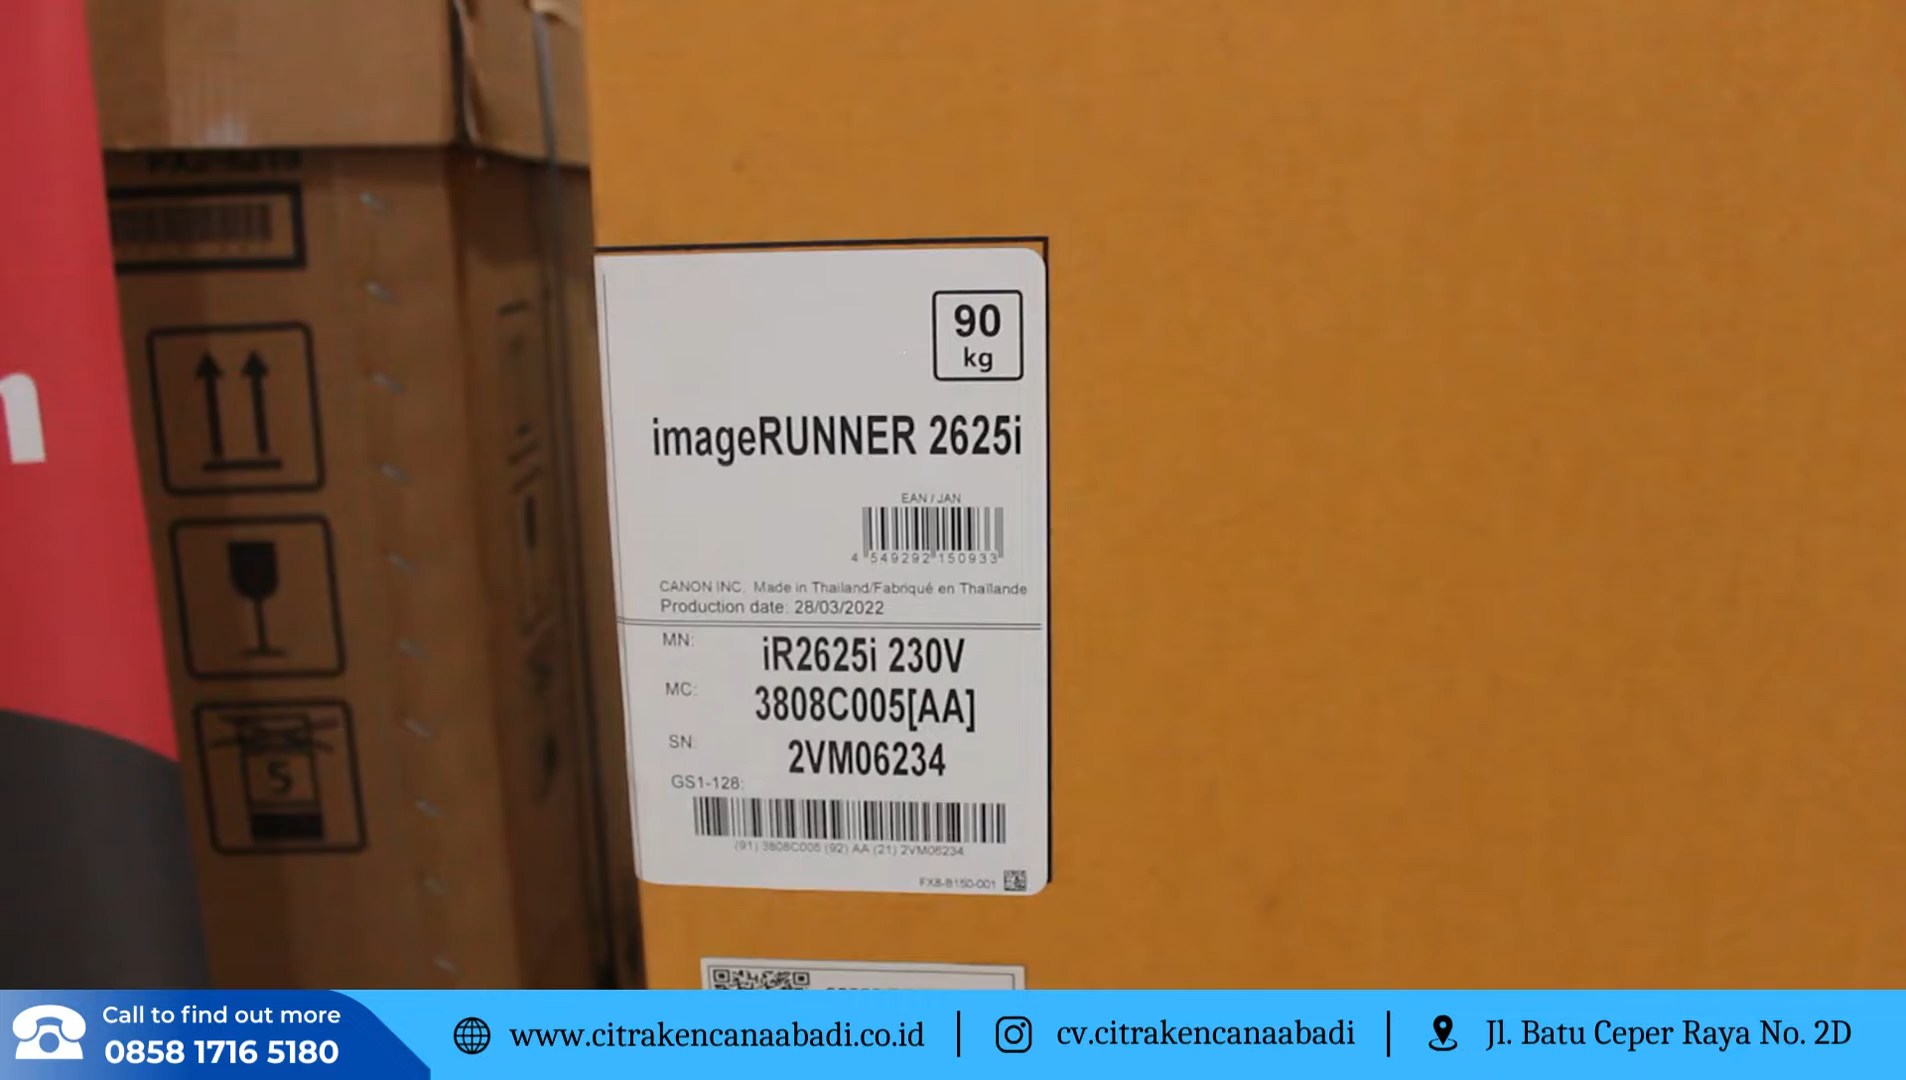 90
kg
imageRUNNER 2625i
EAN / JAN
4 549292 150933
CANON INC. Made in Thailand/Fabriqué en Thaïlande
Production date: 28/03/2022
MN: iR2625i 230V
MC: 3808C005[AA]
SN: 2VM06234
GS1-128:
(91) 3808C005 (92) AA (21) 2VM06234
FX8-B150-001
n
5
Call to find out more
0858 1716 5180
www.citrakencanaabadi.co.id
cv.citrakencanaabadi
Jl. Batu Ceper Raya No. 2D